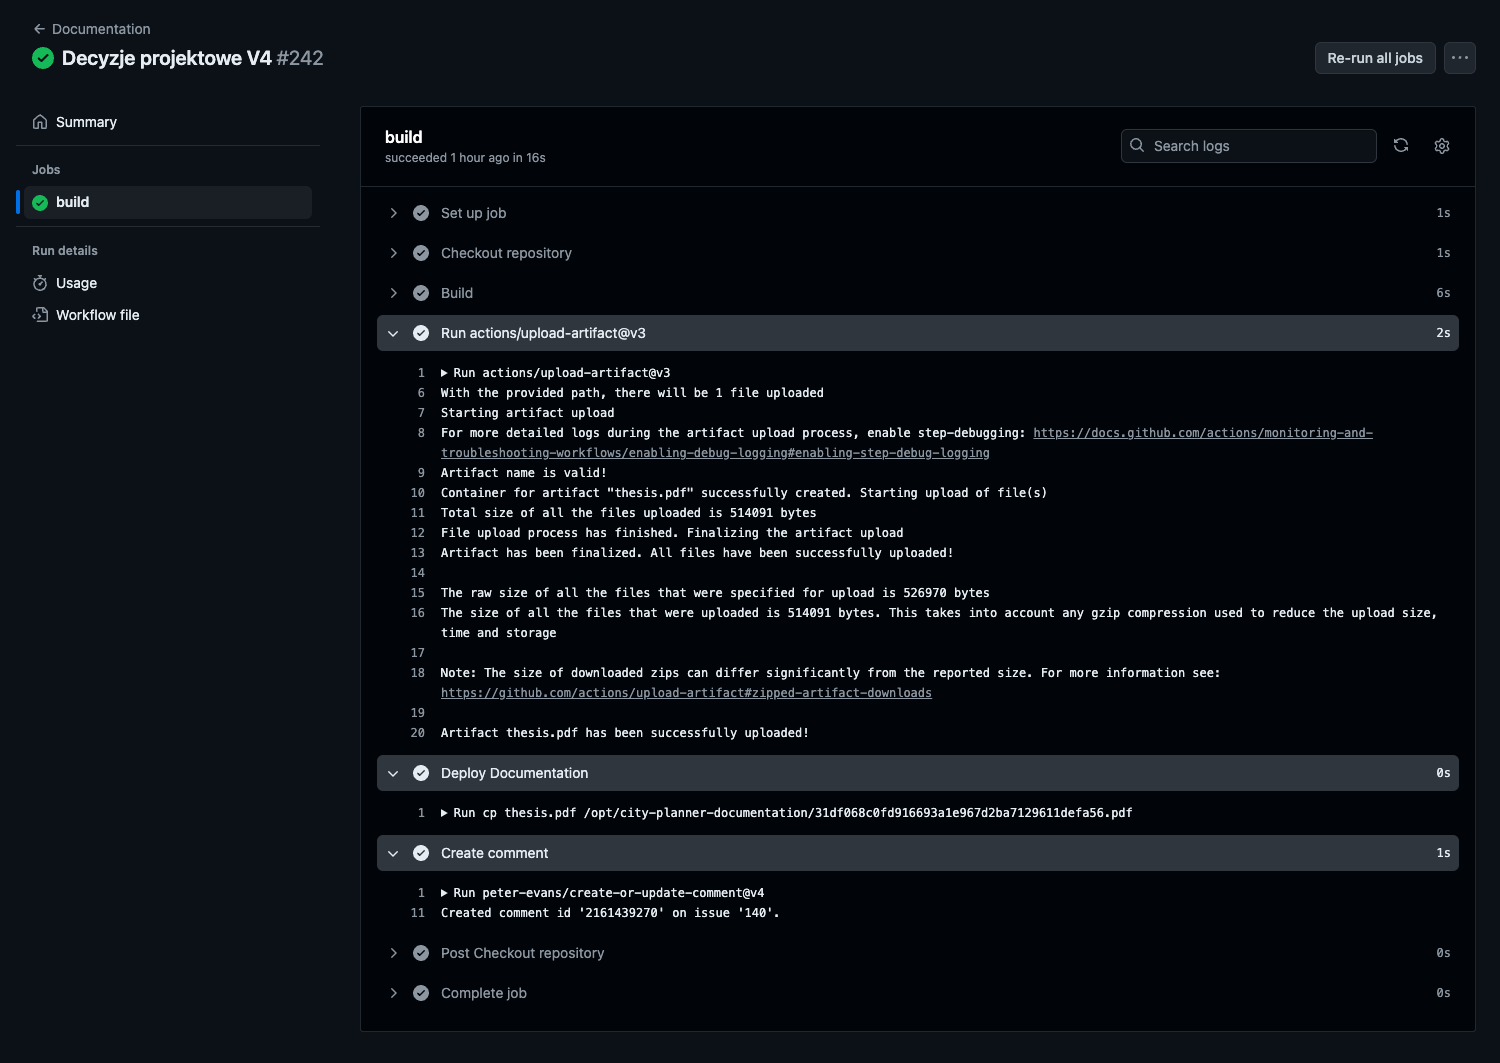 Documentation
Decyzje projektowe V4 #242
Re-run all jobs
Summary
Jobs
build
Run details
Usage
Workflow file
build
succeeded 1 hour ago in 16s
Search logs
Set up job 1s
Checkout repository 1s
Build 6s
Run actions/upload-artifact@v3 2s
1 Run actions/upload-artifact@v3
6 With the provided path, there will be 1 file uploaded
7 Starting artifact upload
8 For more detailed logs during the artifact upload process, enable step-debugging: https://docs.github.com/actions/monitoring-and-
troubleshooting-workflows/enabling-debug-logging#enabling-step-debug-logging
9 Artifact name is valid!
10 Container for artifact "thesis.pdf" successfully created. Starting upload of file(s)
11 Total size of all the files uploaded is 514091 bytes
12 File upload process has finished. Finalizing the artifact upload
13 Artifact has been finalized. All files have been successfully uploaded!
14
15 The raw size of all the files that were specified for upload is 526970 bytes
16 The size of all the files that were uploaded is 514091 bytes. This takes into account any gzip compression used to reduce the upload size,
time and storage
17
18 Note: The size of downloaded zips can differ significantly from the reported size. For more information see:
https://github.com/actions/upload-artifact#zipped-artifact-downloads
19
20 Artifact thesis.pdf has been successfully uploaded!
Deploy Documentation 0s
1 Run cp thesis.pdf /opt/city-planner-documentation/31df068c0fd916693a1e967d2ba7129611defa56.pdf
Create comment 1s
1 Run peter-evans/create-or-update-comment@v4
11 Created comment id '2161439270' on issue '140'.
Post Checkout repository 0s
Complete job 0s